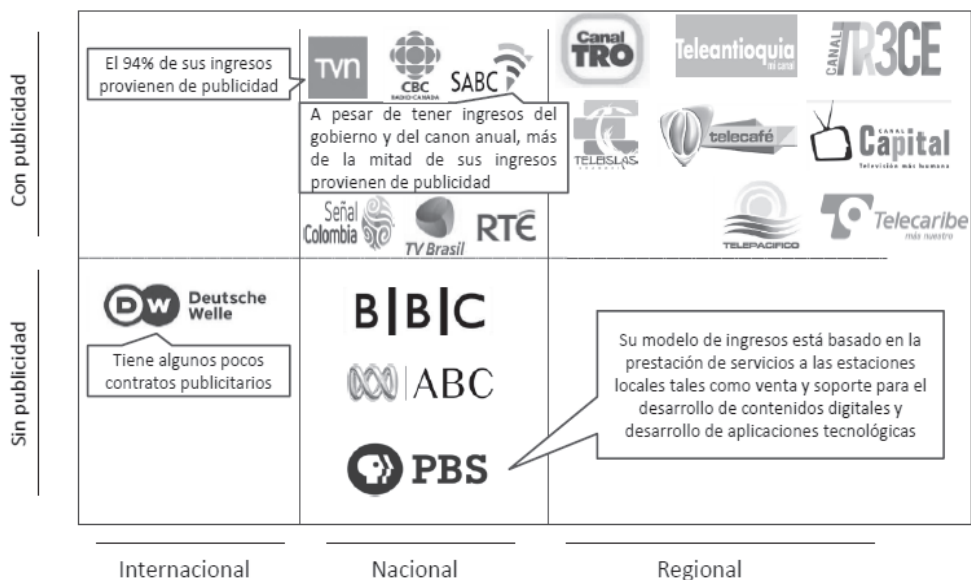 Con publicidad
El 94% de sus ingresos
provienen de publicidad
TVN
CBC
RADIO-CANADA
SABC
A pesar de tener ingresos del
gobierno y del canon anual, más
de la mitad de sus ingresos
provienen de publicidad
Señal
Colombia
TV Brasil
RTÉ
Canal
TRO
Teleantioquia
mi canal
CANAL
TR3CE
TELEISLAS
telecafé
CANAL
Capital
Televisión más humana
TELEPACIFICO
Telecaribe
más nuestro
Sin publicidad
DW
Deutsche
Welle
Tiene algunos pocos
contratos publicitarios
BBC
ABC
PBS
Su modelo de ingresos está basado en la
prestación de servicios a las estaciones
locales tales como venta y soporte para el
desarrollo de contenidos digitales y
desarrollo de aplicaciones tecnológicas
Internacional
Nacional
Regional